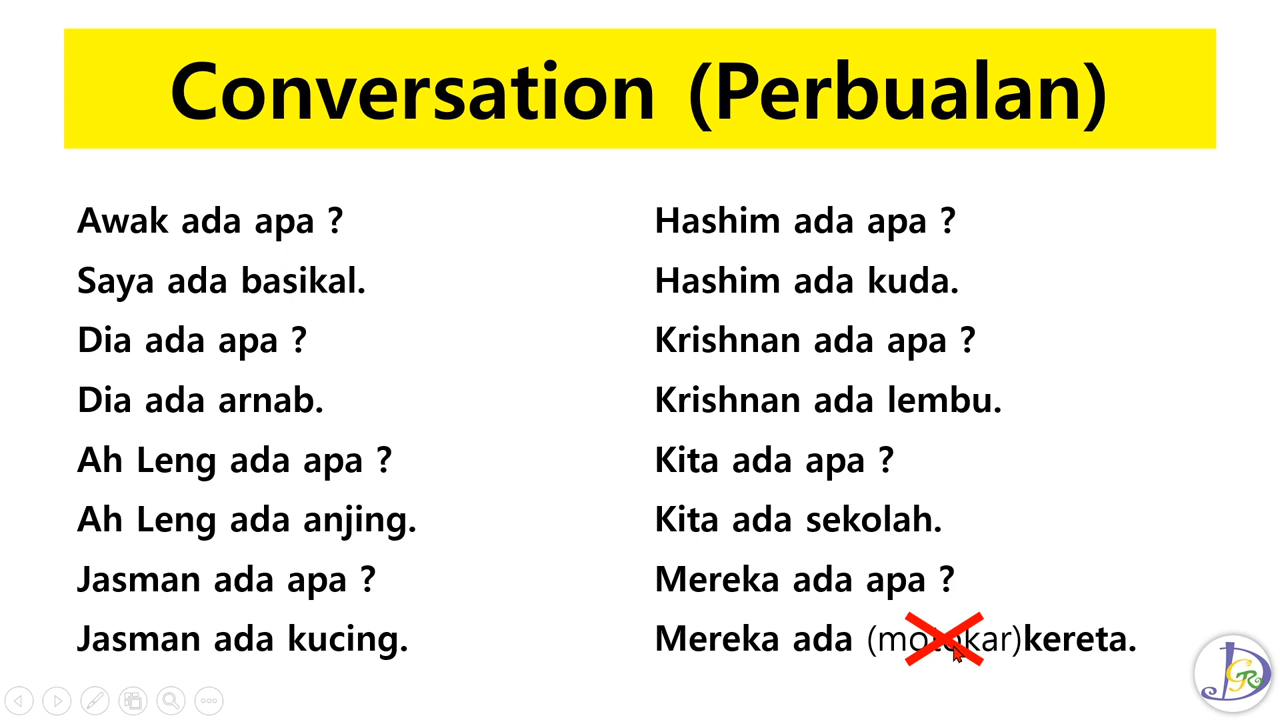 Conversation (Perbualan)
Awak ada apa ?
Saya ada basikal.
Dia ada apa ?
Dia ada arnab.
Ah Leng ada apa ?
Ah Leng ada anjing.
Jasman ada apa ?
Jasman ada kucing.
Hashim ada apa ?
Hashim ada kuda.
Krishnan ada apa ?
Krishnan ada lembu.
Kita ada apa ?
Kita ada sekolah.
Mereka ada apa ?
Mereka ada (motokar)kereta.